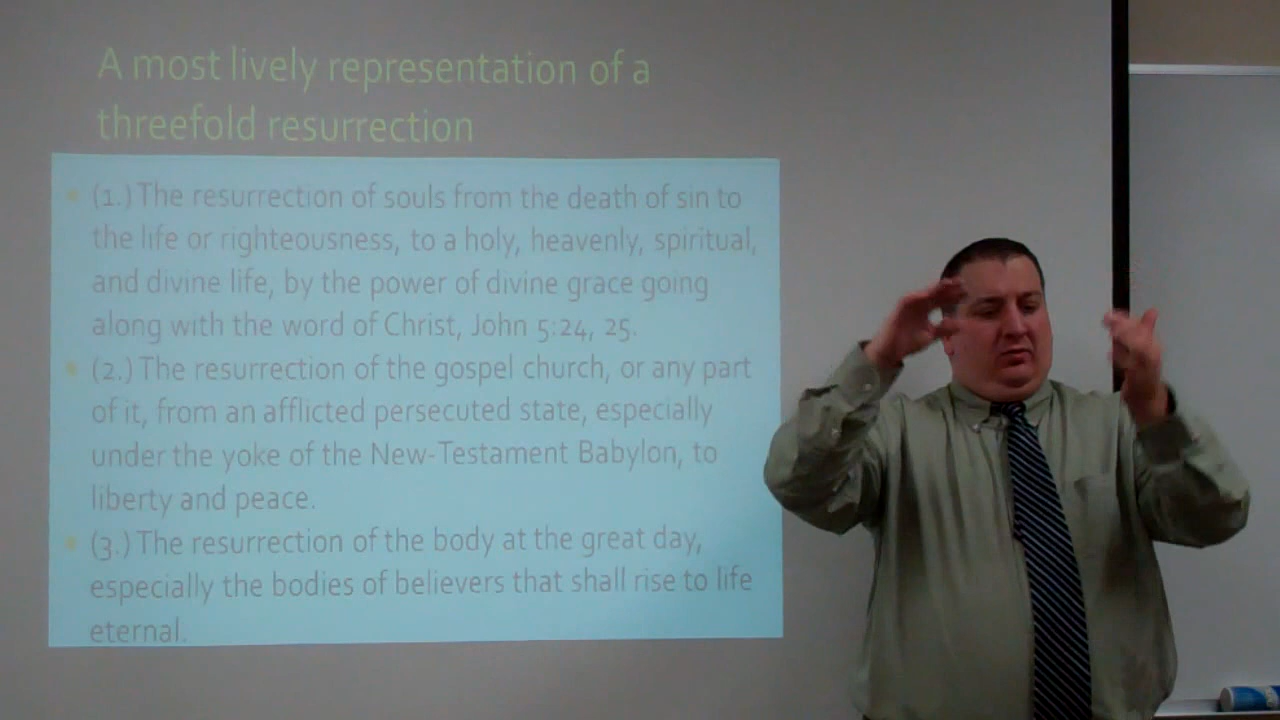 A most lively representation of a
threefold resurrection
(1.) The resurrection of souls from the death of sin to
the life or righteousness, to a holy, heavenly, spiritual,
and divine life, by the power of divine grace going
along with the word of Christ, John 5:24, 25.
(2.) The resurrection of the gospel church, or any part
of it, from an afflicted persecuted state, especially
under the yoke of the New-Testament Babylon, to
liberty and peace.
(3.) The resurrection of the body at the great day,
especially the bodies of believers that shall rise to life
eternal.